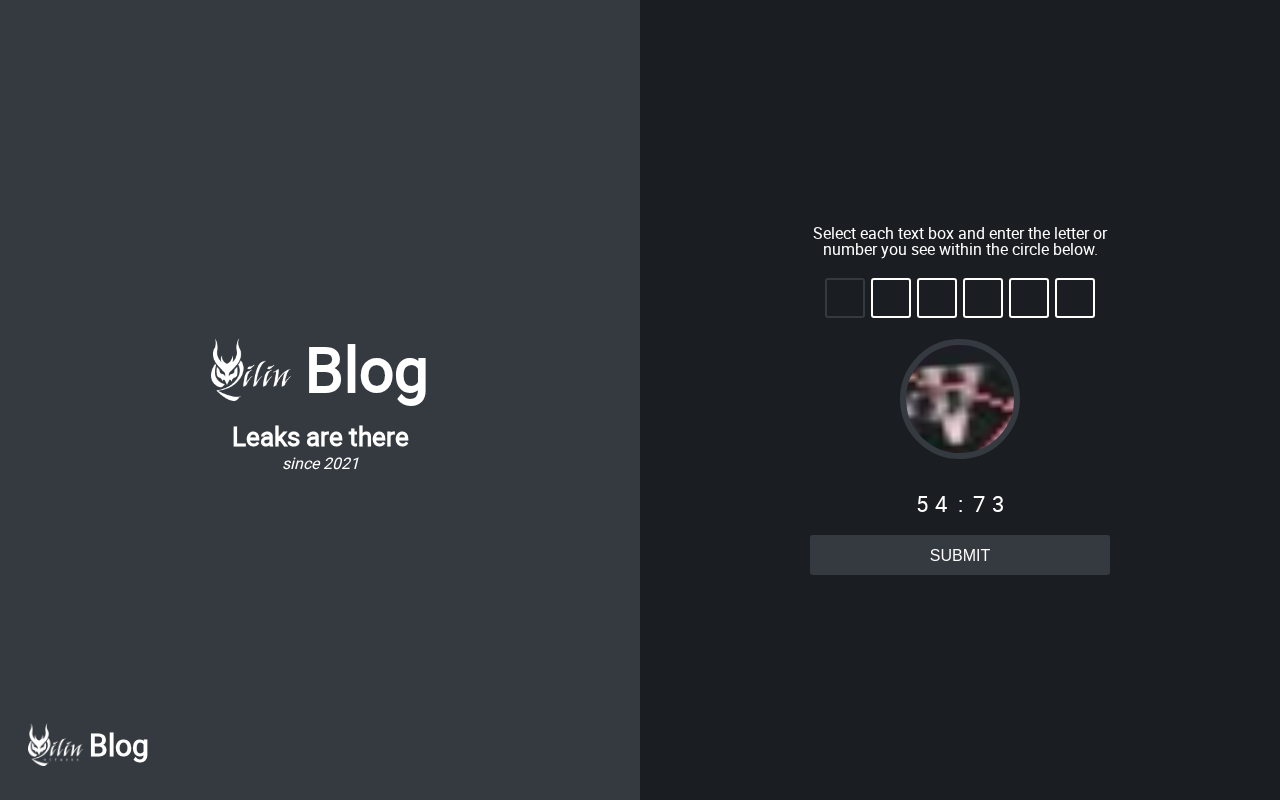 Qilin Blog
Leaks are there
since 2021
Qilin Blog
Select each text box and enter the letter or
number you see within the circle below.
54:73
SUBMIT